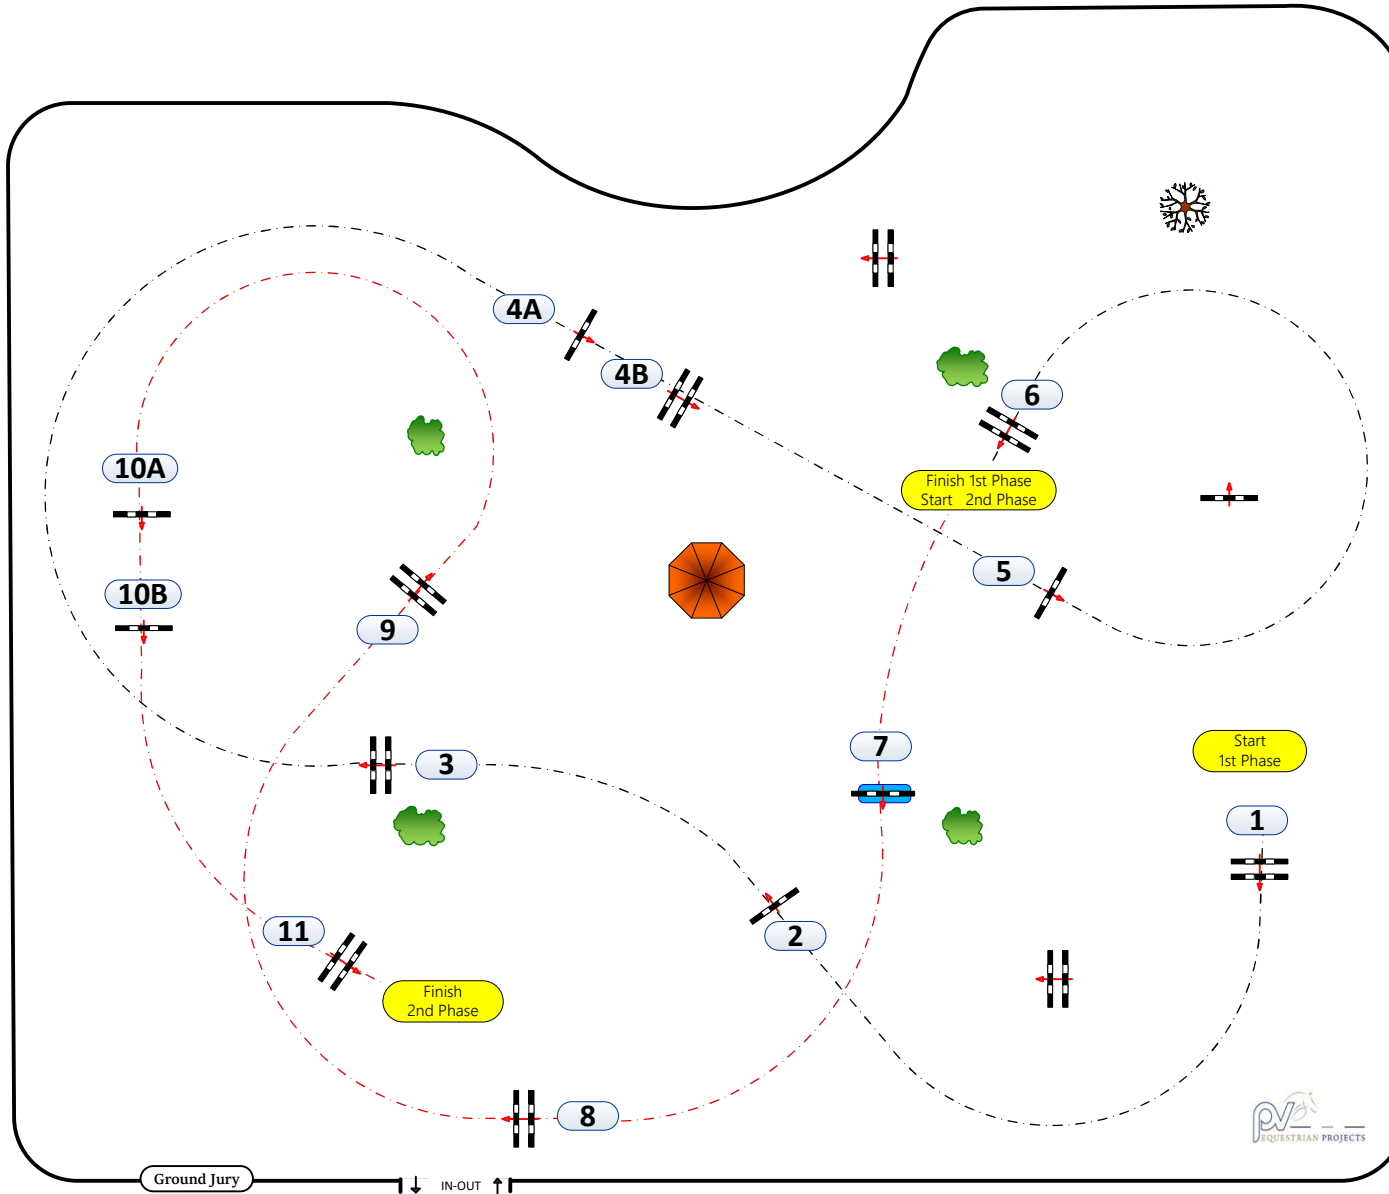 4A
4B
6
10A
Finish 1st Phase
Start 2nd Phase
5
10B
9
Start
1st Phase
7
3
1
11
2
Finish
2nd Phase
8
pv
EQUESTRIAN PROJECTS
Ground Jury
IN-OUT